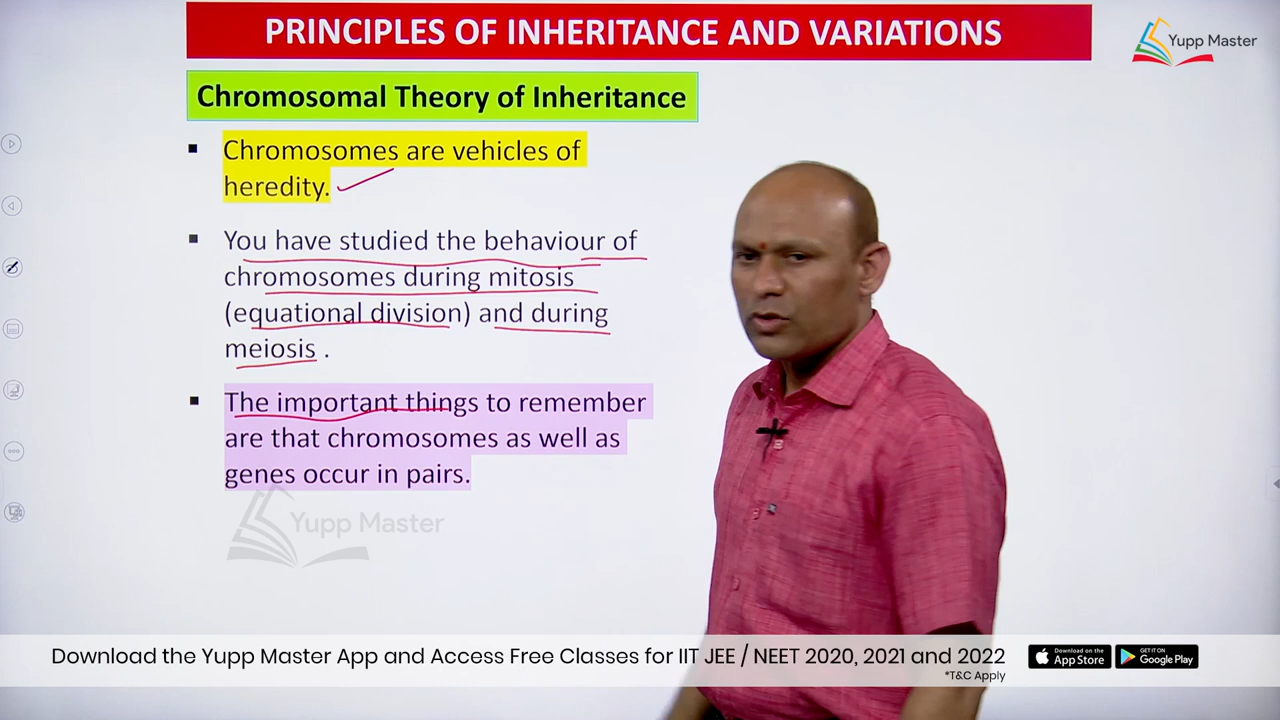 PRINCIPLES OF INHERITANCE AND VARIATIONS
Yupp Master
Chromosomal Theory of Inheritance
▪ Chromosomes are vehicles of
heredity.
▪ You have studied the behaviour of
chromosomes during mitosis
(equational division) and during
meiosis .
▪ The important things to remember
are that chromosomes as well as
genes occur in pairs.
Yupp Master
Download the Yupp Master App and Access Free Classes for IIT JEE / NEET 2020, 2021 and 2022
Download on the
App Store
GET IT ON
Google Play
*T&C Apply